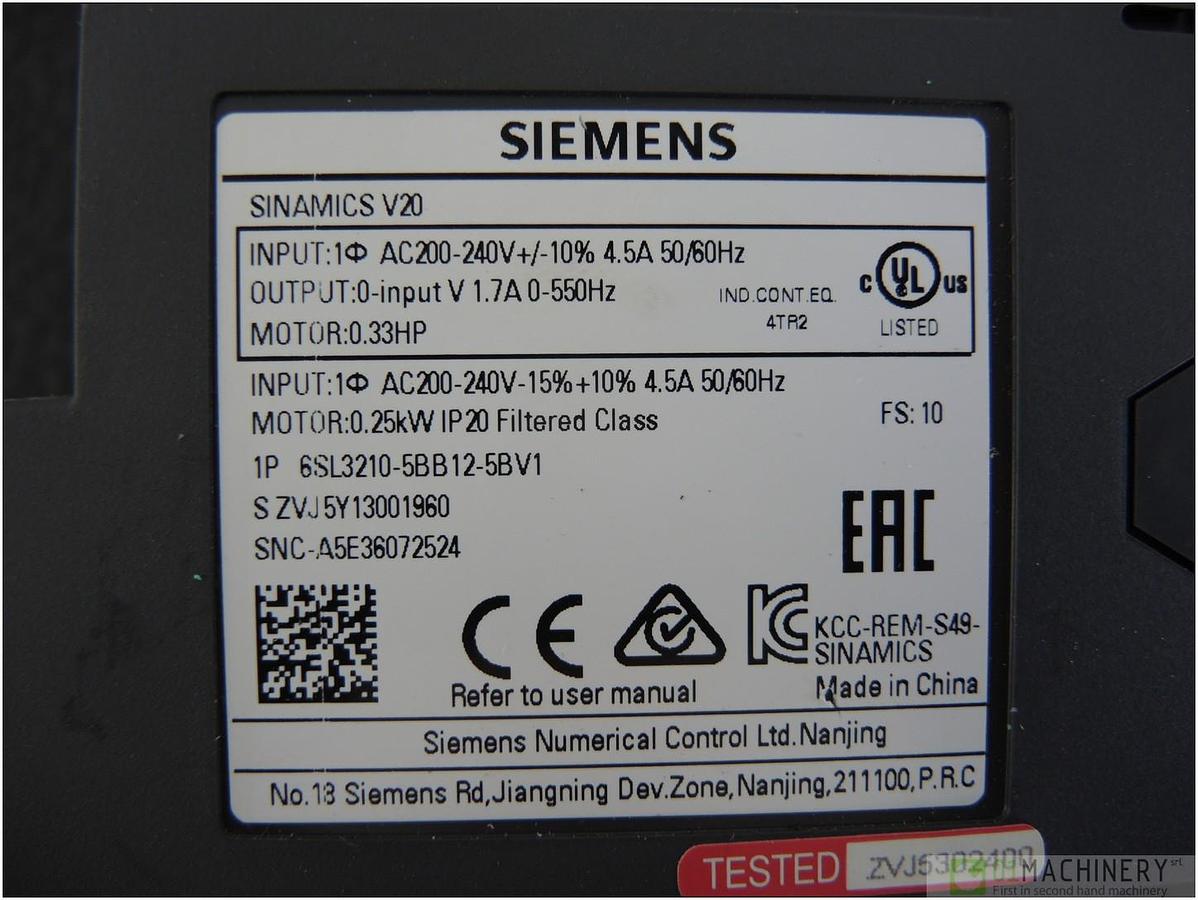 SIEMENS
SINAMICS V20
INPUT:1Φ AC200-240V+/-10% 4.5A 50/60Hz
OUTPUT:0-input V 1.7A 0-550Hz
MOTOR:0.33HP
IND.CONT.EQ.
4TR2
C UL US
LISTED
INPUT:1Φ AC200-240V-15%+10% 4.5A 50/60Hz
MOTOR:0.25kW IP20 Filtered Class
FS: 10
1P 6SL3210-5BB12-5BV1
S ZVJ5Y13001960
SNC-A5E36072524
EAC
CE
KC
KCC-REM-S49-
SINAMICS
Refer to user manual
Made in China
Siemens Numerical Control Ltd.Nanjing
No.18 Siemens Rd,Jiangning Dev.Zone,Nanjing,211100,P.R.C
TESTED
MACHINERY srl
First in second hand machinery